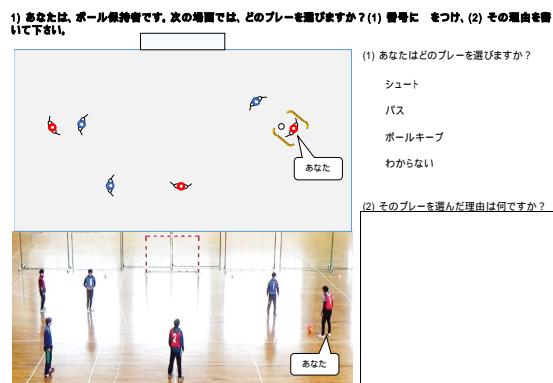 1) あなたは、ボール保持者です。次の場面では、どのプレーを選びますか？(1) 番号に　をつけ、(2) その理由を書
いて下さい。
(1) あなたはどのプレーを選びますか？
シュート
パス
ボールキープ
わからない
あなた
(2) そのプレーを選んだ理由は何ですか？
2
あなた